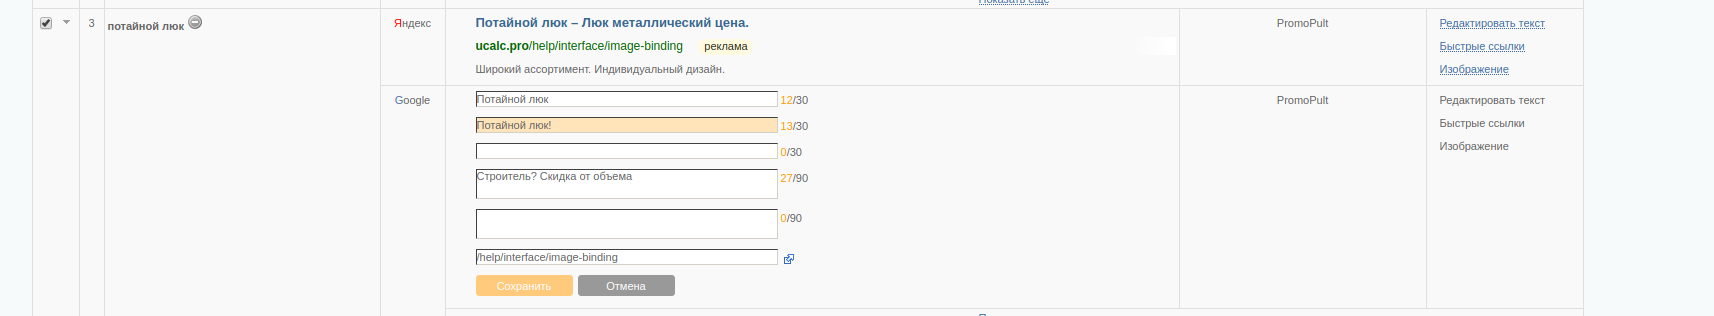 Показать еще
3
потайной люк
Яндекс
Потайной люк – Люк металлический цена.
ucalc.pro/help/interface/image-binding реклама
Широкий ассортимент. Индивидуальный дизайн.
PromoPult
Редактировать текст
Быстрые ссылки
Изображение
Google
Потайной люк 12/30
Потайной люк! 13/30
0/30
Строитель? Скидка от объема 27/90
0/90
/help/interface/image-binding
Сохранить Отмена
PromoPult
Редактировать текст
Быстрые ссылки
Изображение